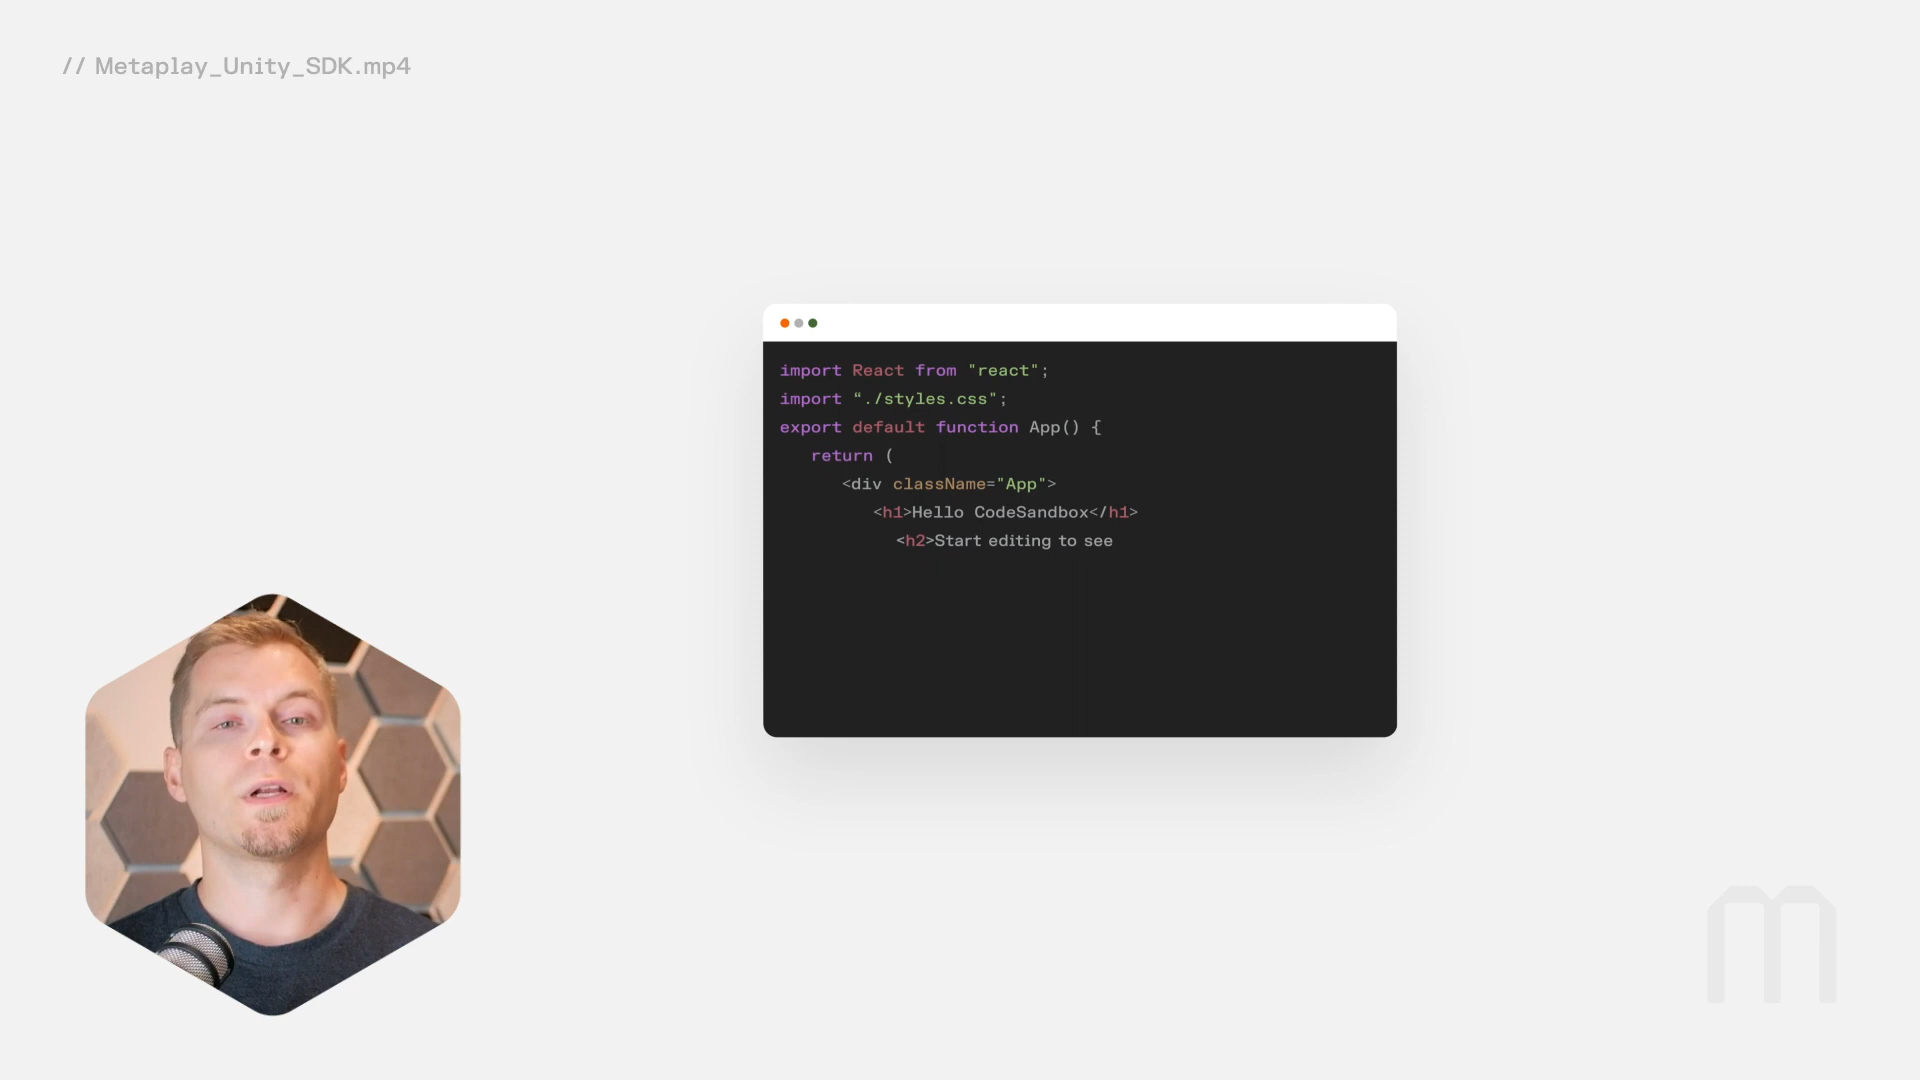 // Metaplay_Unity_SDK.mp4
import React from "react";
import “./styles.css";
export default function App() {
return (
<div className="App">
<h1>Hello CodeSandbox</h1>
<h2>Start editing to see